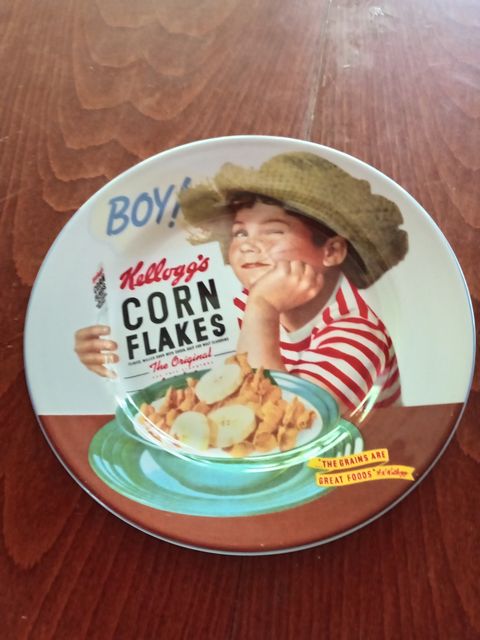 BOY!
Kellogg's
CORN
FLAKES
The Original
"THE GRAINS ARE
GREAT FOODS"